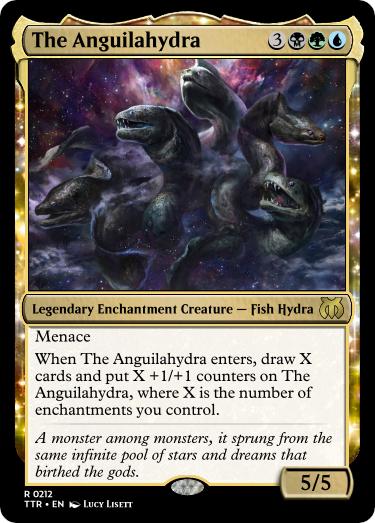 The Anguilahydra 3
Legendary Enchantment Creature — Fish Hydra
Menace
When The Anguilahydra enters, draw X
cards and put X +1/+1 counters on The
Anguilahydra, where X is the number of
enchantments you control.
A monster among monsters, it sprung from the
same infinite pool of stars and dreams that
birthed the gods.
5/5
R 0212
TTR • EN Lucy Lisett